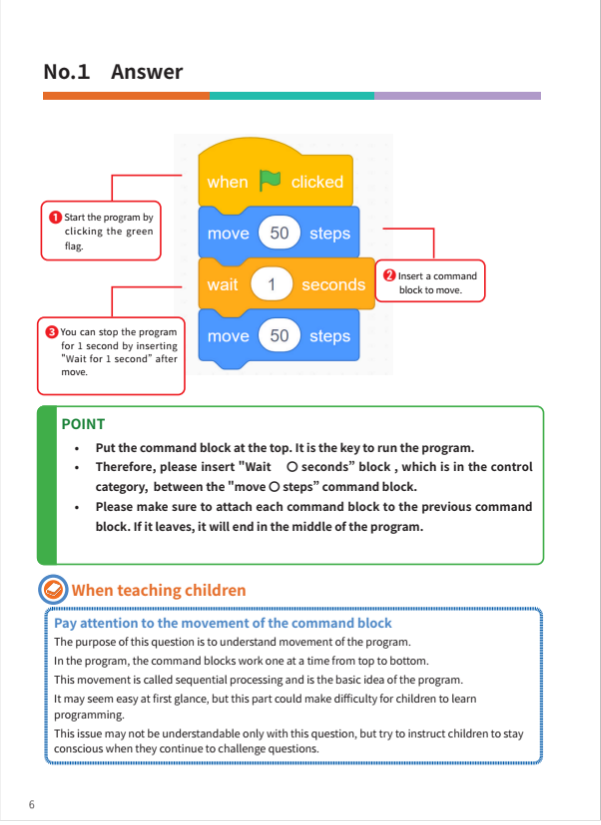 No.1 Answer
when clicked
move 50 steps
wait 1 seconds
move 50 steps
1 Start the program by
clicking the green
flag.
2 Insert a command
block to move.
3 You can stop the program
for 1 second by inserting
"Wait for 1 second" after
move.
POINT
• Put the command block at the top. It is the key to run the program.
• Therefore, please insert "Wait ○ seconds" block , which is in the control
category, between the "move ○ steps" command block.
• Please make sure to attach each command block to the previous command
block. If it leaves, it will end in the middle of the program.
When teaching children
Pay attention to the movement of the command block
The purpose of this question is to understand movement of the program.
In the program, the command blocks work one at a time from top to bottom.
This movement is called sequential processing and is the basic idea of the program.
It may seem easy at first glance, but this part could make difficulty for children to learn
programming.
This issue may not be understandable only with this question, but try to instruct children to stay
conscious when they continue to challenge questions.
6